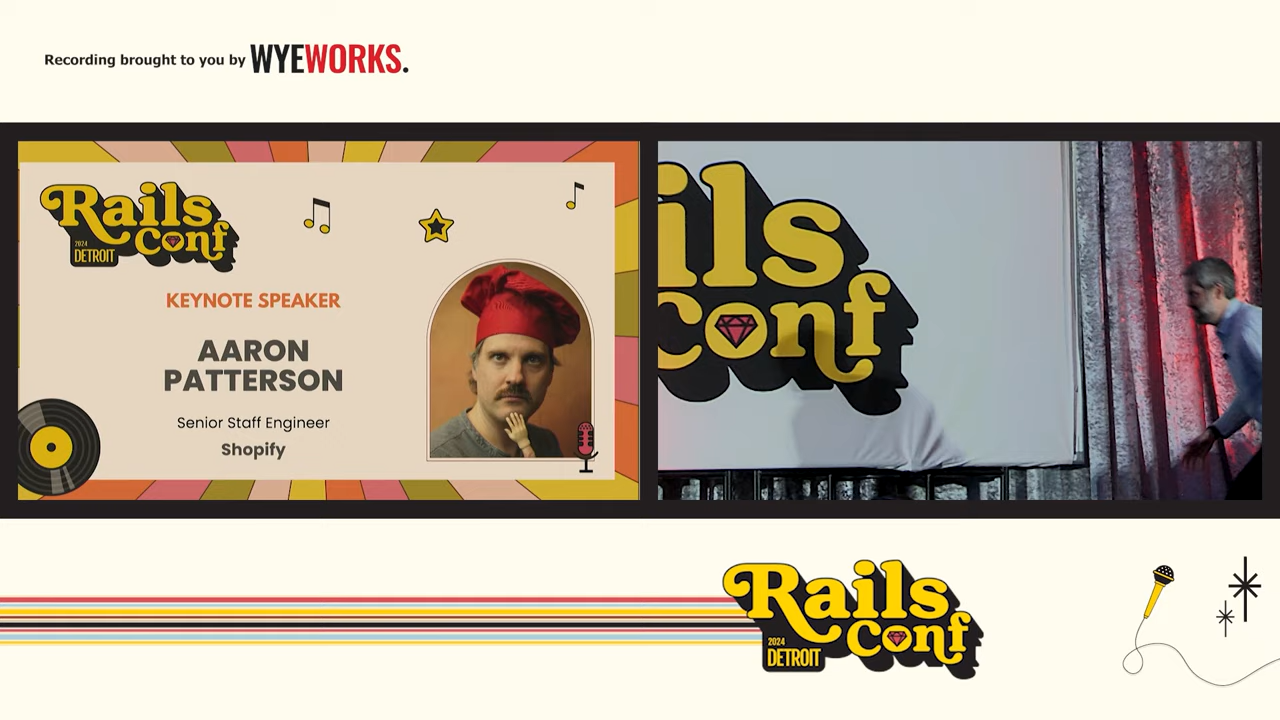 Recording brought to you by WYEWORKS.
Rails
conf
2024
DETROIT
KEYNOTE SPEAKER
AARON
PATTERSON
Senior Staff Engineer
Shopify
ils
conf
Rails
conf
2024
DETROIT